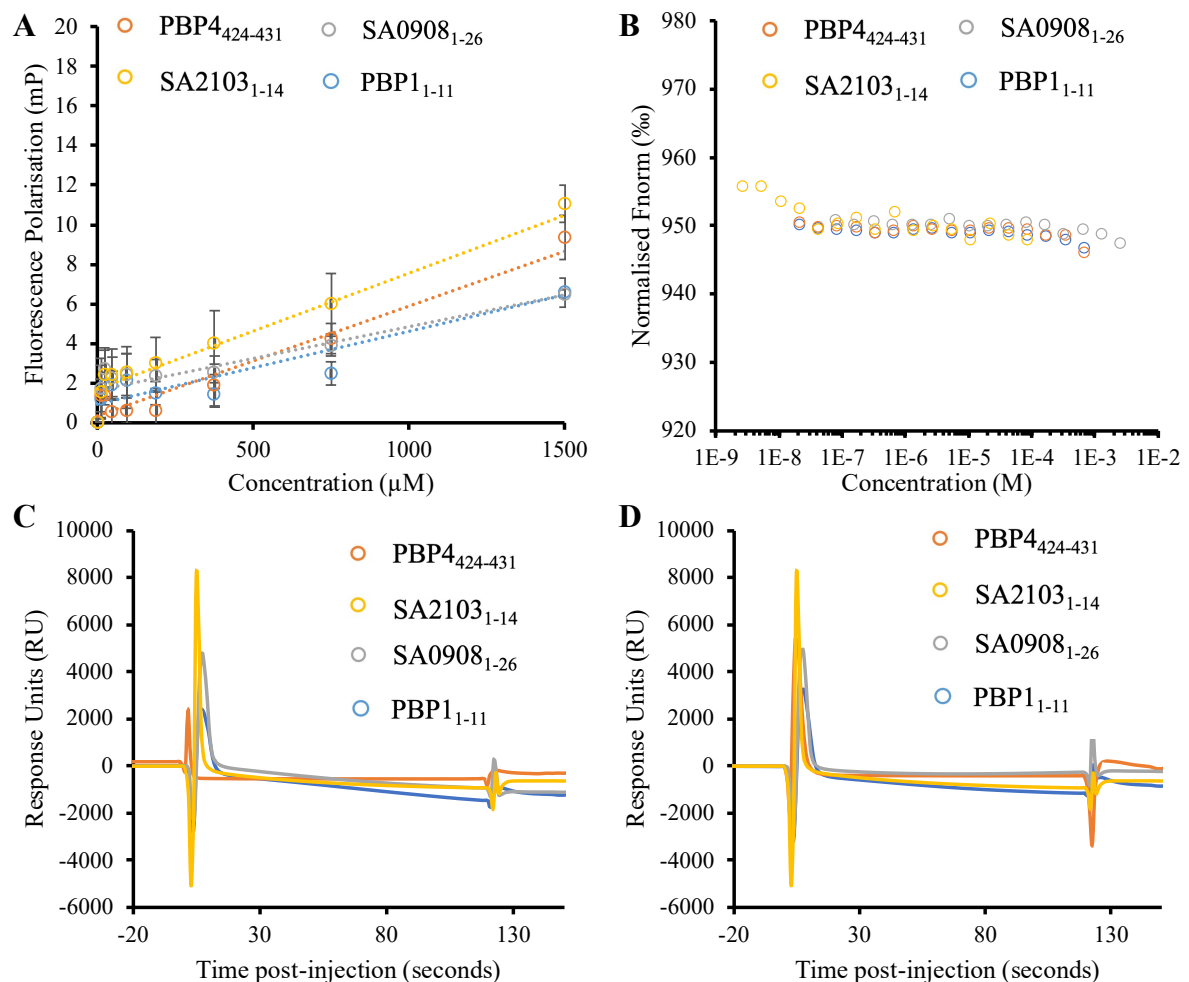 A
PBP4424-431
SA09081-26
SA21031-14
PBP11-11
Fluorescence Polarisation (mP)
20
18
16
14
12
10
8
6
4
2
0
0 500 1000 1500
Concentration (µM)
B
PBP4424-431
SA09081-26
SA21031-14
PBP11-11
Normalised Fnorm (‰)
980
970
960
950
940
930
920
1E-9 1E-8 1E-7 1E-6 1E-5 1E-4 1E-3 1E-2
Concentration (M)
C
PBP4424-431
SA21031-14
SA09081-26
PBP11-11
Response Units (RU)
10000
8000
6000
4000
2000
0
-2000
-4000
-6000
-20 30 80 130
Time post-injection (seconds)
D
PBP4424-431
SA21031-14
SA09081-26
PBP11-11
Response Units (RU)
10000
8000
6000
4000
2000
0
-2000
-4000
-6000
-20 30 80 130
Time post-injection (seconds)